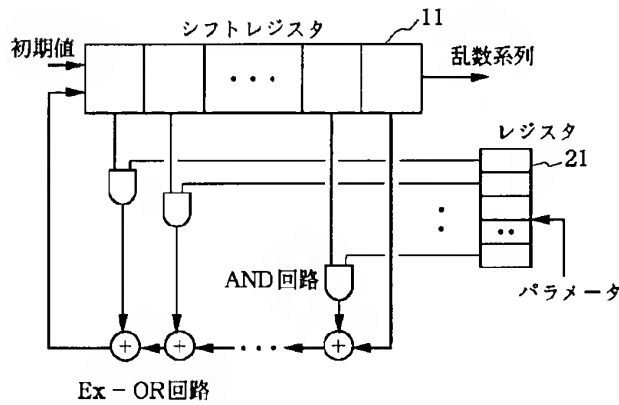 シフトレジスタ
11
初期値
乱数系列
レジスタ
21
AND回路
パラメータ
Ex-OR回路